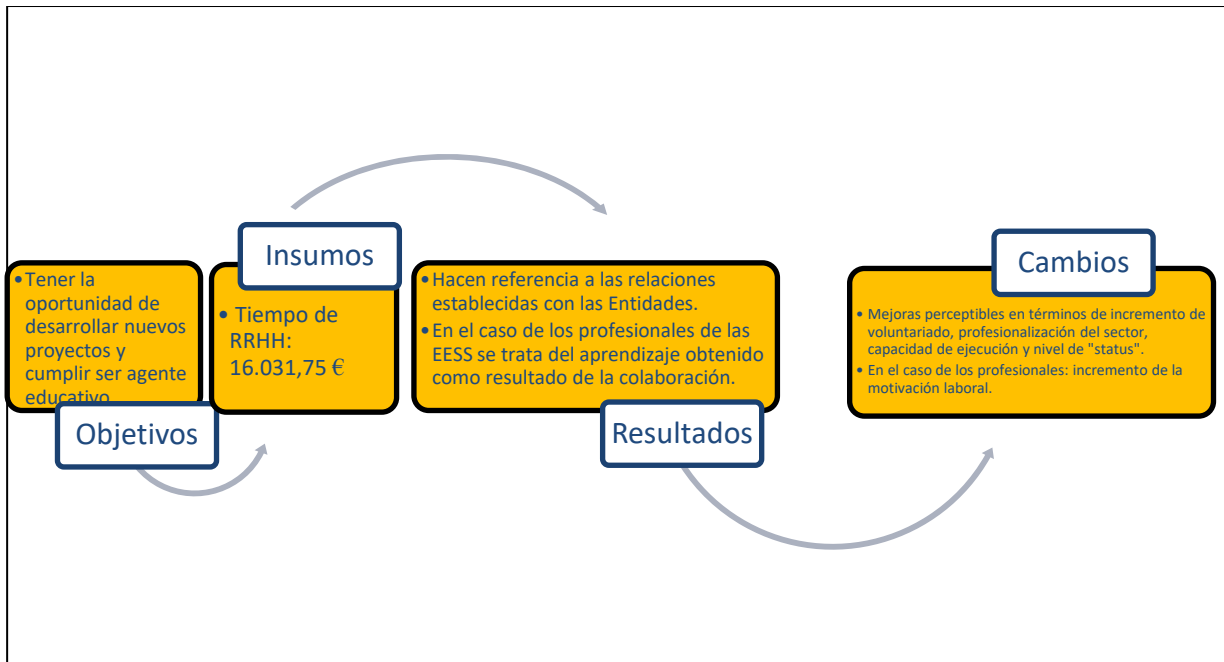 • Tener la
oportunidad de
desarrollar nuevos
proyectos y
cumplir ser agente
educativo
Objetivos
Insumos
• Tiempo de
RRHH:
16.031,75 €
• Hacen referencia a las relaciones
establecidas con las Entidades.
• En el caso de los profesionales de las
EESS se trata del aprendizaje obtenido
como resultado de la colaboración.
Resultados
Cambios
• Mejoras perceptibles en términos de incremento de
voluntariado, profesionalización del sector,
capacidad de ejecución y nivel de "status".
• En el caso de los profesionales: incremento de la
motivación laboral.